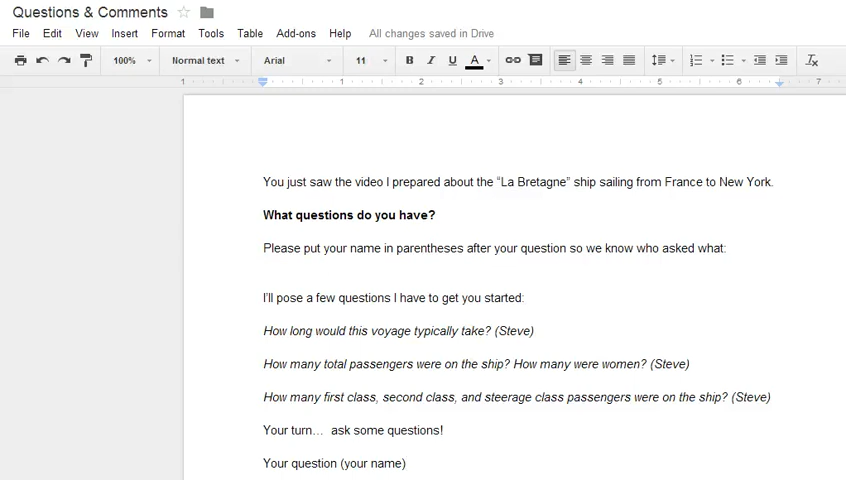 Questions & Comments
File Edit View Insert Format Tools Table Add-ons Help All changes saved in Drive
100% Normal text Arial 11 B I U A
1 1 2 3 4 5 6 7
You just saw the video I prepared about the “La Bretagne” ship sailing from France to New York.
What questions do you have?
Please put your name in parentheses after your question so we know who asked what:
I’ll pose a few questions I have to get you started:
How long would this voyage typically take? (Steve)
How many total passengers were on the ship? How many were women? (Steve)
How many first class, second class, and steerage class passengers were on the ship? (Steve)
Your turn… ask some questions!
Your question (your name)